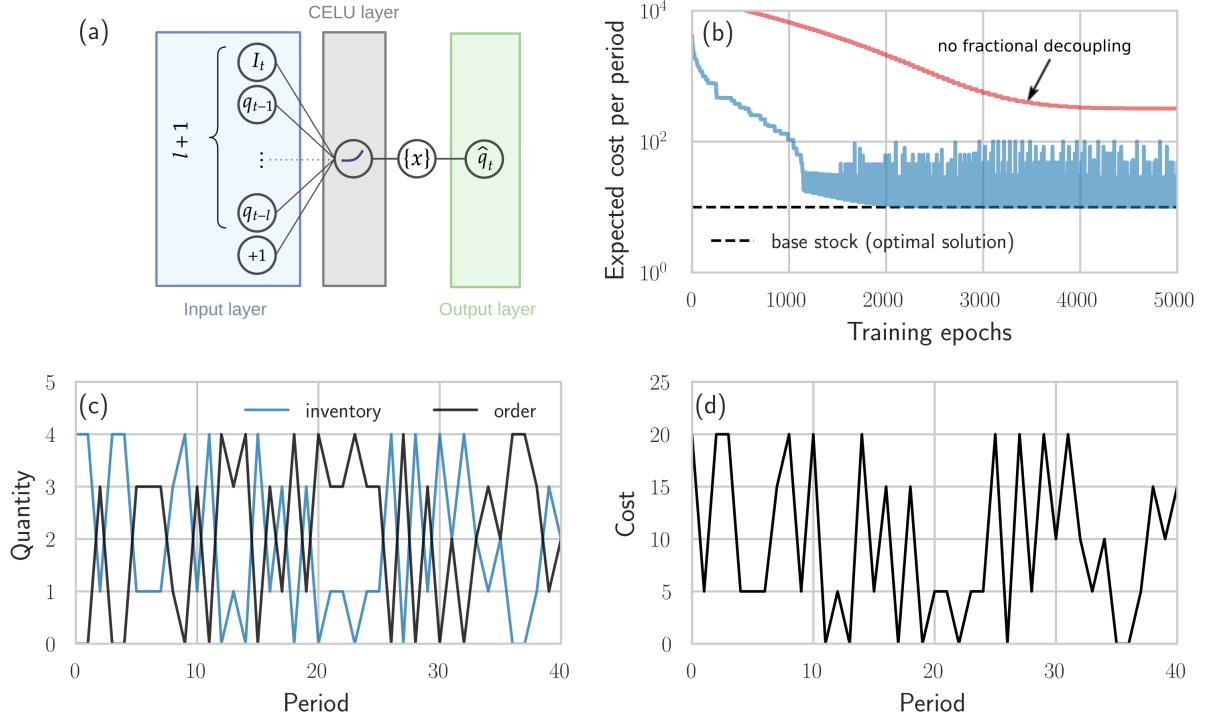 (a)
CELU layer
l + 1
I_t
q_{t−1}
⋮
q_{t−l}
+1
{x}
q̂_t
Input layer
Output layer
(b)
Expected cost per period
10^4
10^2
10^0
no fractional decoupling
base stock (optimal solution)
0 1000 2000 3000 4000 5000
Training epochs
(c)
inventory order
Quantity
5
4
3
2
1
0
0 10 20 30 40
Period
(d)
Cost
25
20
15
10
5
0
0 10 20 30 40
Period